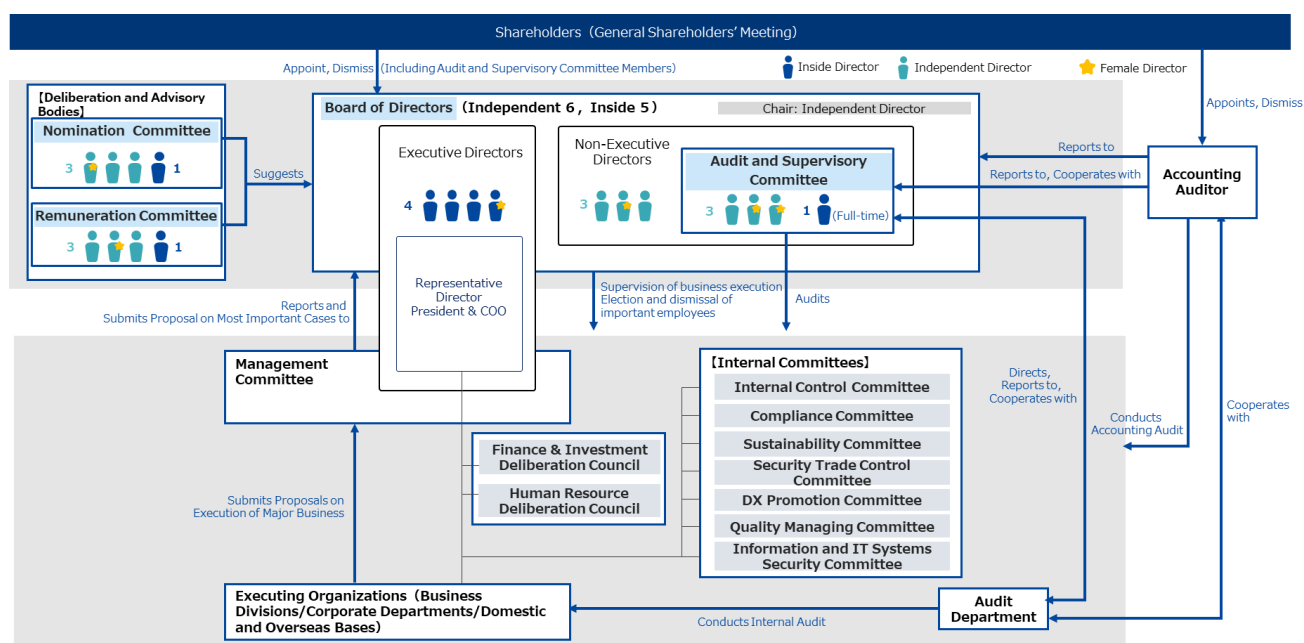 Shareholders（General Shareholders' Meeting）
Appoint, Dismiss (Including Audit and Supervisory Committee Members)
Inside Director
Independent Director
Female Director
【Deliberation and Advisory
Bodies】
Nomination Committee
3
1
Remuneration Committee
3
1
Suggests
Board of Directors（Independent 6 , Inside 5）
Chair: Independent Director
Executive Directors
4
Representative
Director
President & COO
Non-Executive
Directors
3
Audit and Supervisory
Committee
3
1
(Full-time)
Appoints, Dismiss
Reports to
Reports to, Cooperates with
Accounting
Auditor
Reports and
Submits Proposal on Most Important Cases to
Supervision of business execution
Election and dismissal of
important employees
Audits
Management
Committee
【Internal Committees】
Internal Control Committee
Compliance Committee
Sustainability Committee
Security Trade Control
Committee
DX Promotion Committee
Quality Managing Committee
Information and IT Systems
Security Committee
Finance & Investment
Deliberation Council
Human Resource
Deliberation Council
Directs,
Reports to,
Cooperates with
Conducts
Accounting Audit
Cooperates
with
Submits Proposals on
Execution of Major Business
Executing Organizations（Business
Divisions/Corporate Departments/Domestic
and Overseas Bases）
Conducts Internal Audit
Audit
Department